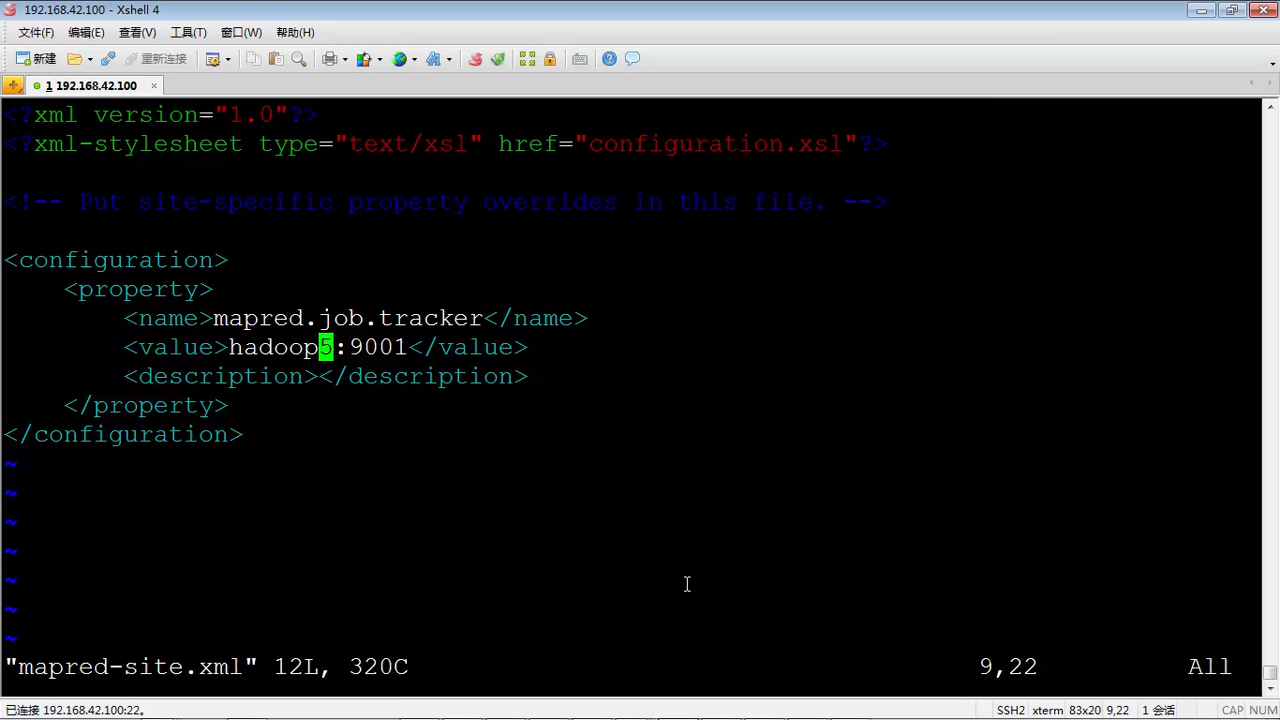 192.168.42.100 - Xshell 4
文件(F) 编辑(E) 查看(V) 工具(T) 窗口(W) 帮助(H)
新建 重新连接
1 192.168.42.100 ×
<?xml version="1.0"?>
<?xml-stylesheet type="text/xsl" href="configuration.xsl"?>
<!-- Put site-specific property overrides in this file. -->
<configuration>
<property>
<name>mapred.job.tracker</name>
<value>hadoop5:9001</value>
<description></description>
</property>
</configuration>
~
~
~
~
~
~
~
"mapred-site.xml" 12L, 320C 9,22 All
已连接 192.168.42.100:22。 SSH2 xterm 83x20 9,22 1 会话 CAP NUM